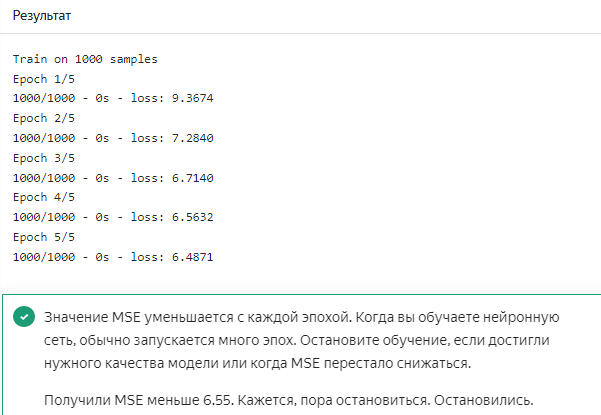 Результат
Train on 1000 samples
Epoch 1/5
1000/1000 - 0s - loss: 9.3674
Epoch 2/5
1000/1000 - 0s - loss: 7.2840
Epoch 3/5
1000/1000 - 0s - loss: 6.7140
Epoch 4/5
1000/1000 - 0s - loss: 6.5632
Epoch 5/5
1000/1000 - 0s - loss: 6.4871
Значение MSE уменьшается с каждой эпохой. Когда вы обучаете нейронную
сеть, обычно запускается много эпох. Остановите обучение, если достигли
нужного качества модели или когда MSE перестало снижаться.
Получили MSE меньше 6.55. Кажется, пора остановиться. Остановились.